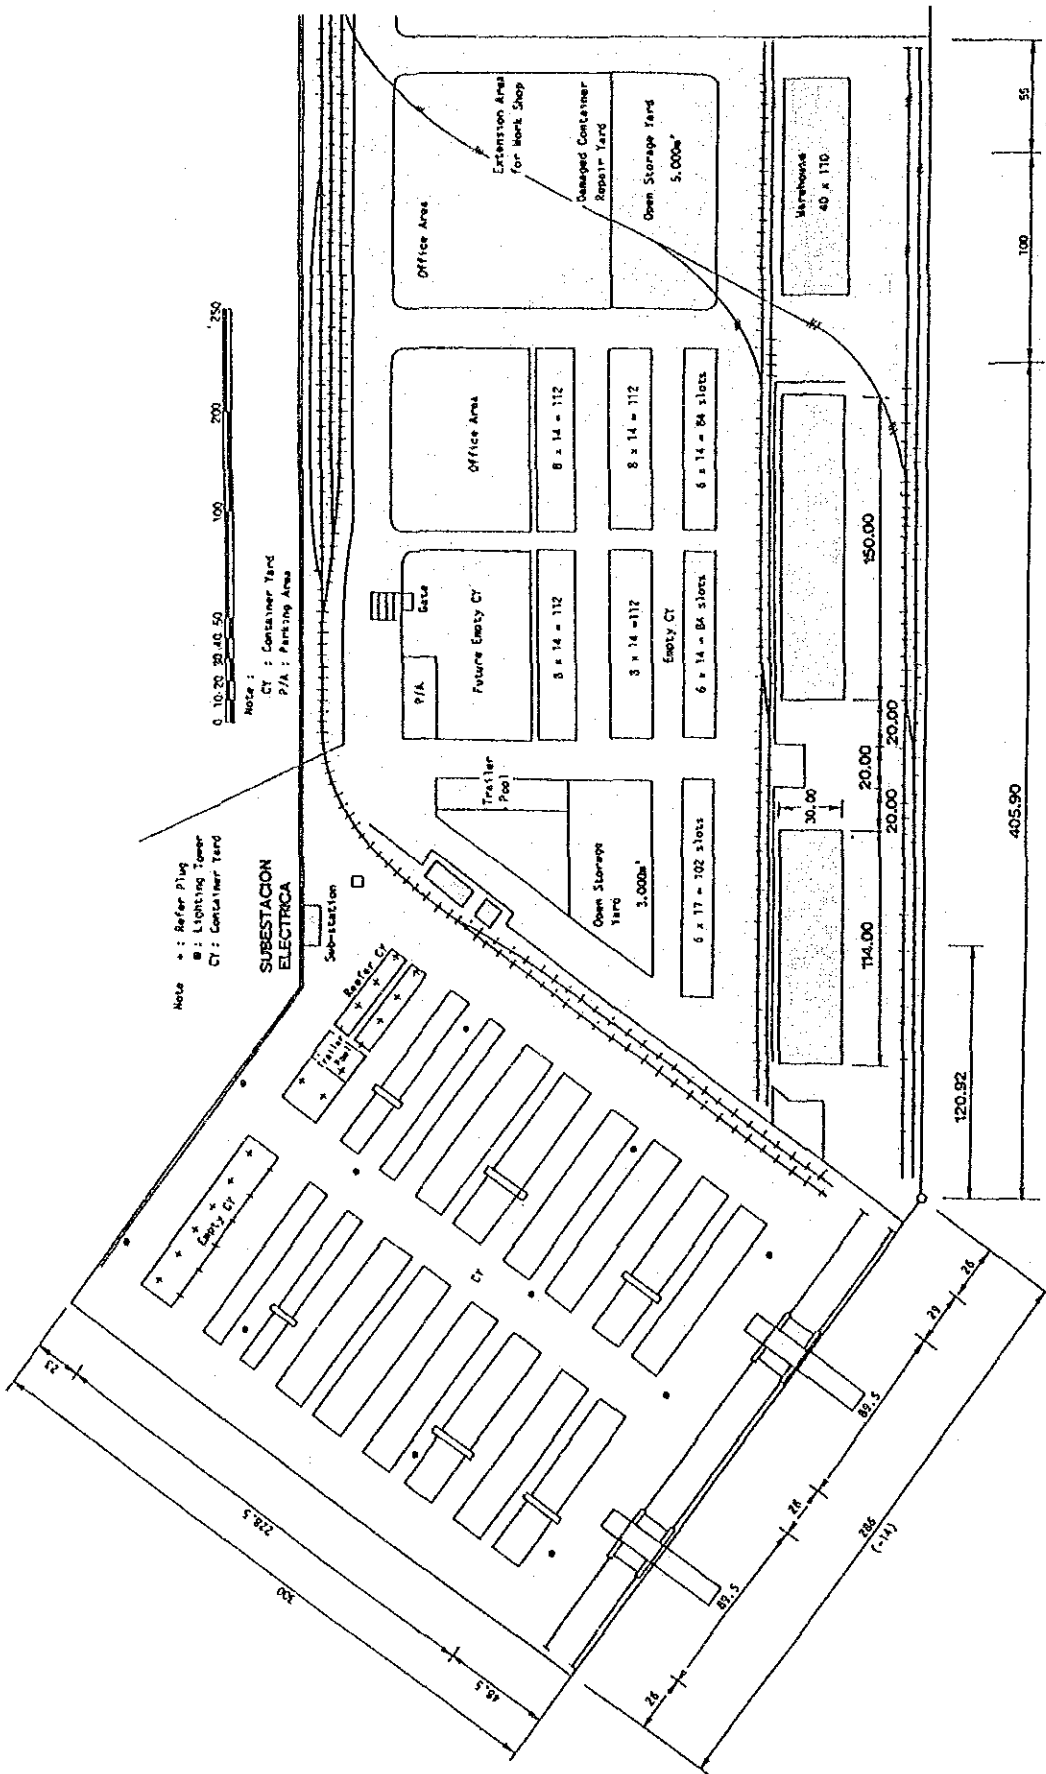 Note + : Refer Plug
⊗ : Lighting Tower
CY : Container Yard
SUBESTACION
ELECTRICA
Sub-station
0 10 20 30 40 50 100 200 250
Note :
CY : Container Yard
P/A : Parking Area
Office Area
Extension Area
for Work Shop
Damaged Container
Repair Yard
Open Storage Yard
5.000m²
Warehouse
40 x 110
55
100
Office Area
8 x 14 = 112
8 x 14 = 112
6 x 14 = 84 slots
Gate
P/A
Future Empty CY
8 x 14 = 112
8 x 14 =112
Empty CY
6 x 14 = 84 slots
150.00
20.00
20.00
20.00
30.00
114.00
405.90
120.92
Trailer
Pool
Open Storage
Yard
3.000m²
6 x 17 = 102 slots
Reefer CY
Trailer
Pool
Empty CY
CY
23
228.5
300
48.5
26
89.5
28
89.5
29
26
286
(-14)